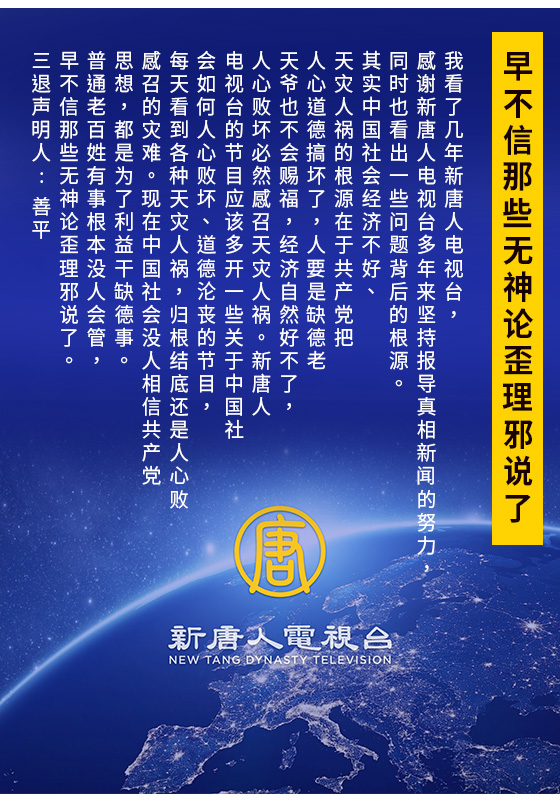 早不信那些无神论歪理邪说了
我看了几年新唐人电视台，
感谢新唐人电视台多年来坚持报导真相新闻的努力，
同时也看出一些问题背后的根源。
其实中国社会经济不好、
天灾人祸的根源在于共产党把
人心道德搞坏了，人要是缺德老
天爷也不会赐福，经济自然好不了，
人心败坏必然感召天灾人祸。新唐人
电视台的节目应该多开一些关于中国社
会如何人心败坏、道德沦丧的节目，
每天看到各种天灾人祸，归根结底还是人心败
感召的灾难。现在中国社会没人相信共产党
思想，都是为了利益干缺德事。
普通老百姓有事根本没人会管，
早不信那些无神论歪理邪说了。
三退声明人：善平
唐
新唐人電視台
NEW TANG DYNASTY TELEVISION